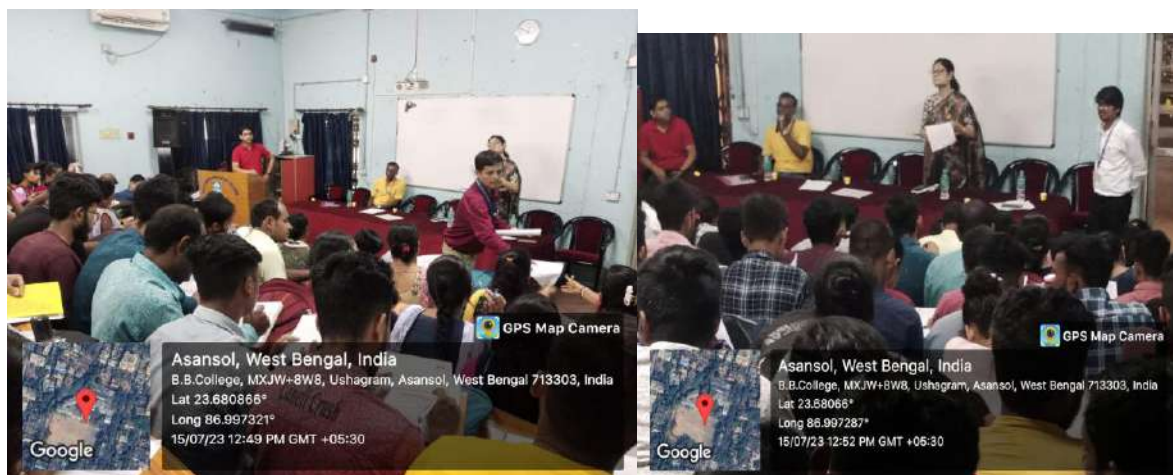 GPS Map Camera
Asansol, West Bengal, India
B.B.College, MXJW+8W8, Ushagram, Asansol, West Bengal 713303, India
Lat 23.680866°
Long 86.997321°
15/07/23 12:49 PM GMT +05:30
Google
GPS Map Camera
Asansol, West Bengal, India
B.B.College, MXJW+8W8, Ushagram, Asansol, West Bengal 713303, India
Lat 23.68066°
Long 86.997287°
15/07/23 12:52 PM GMT +05:30
Google